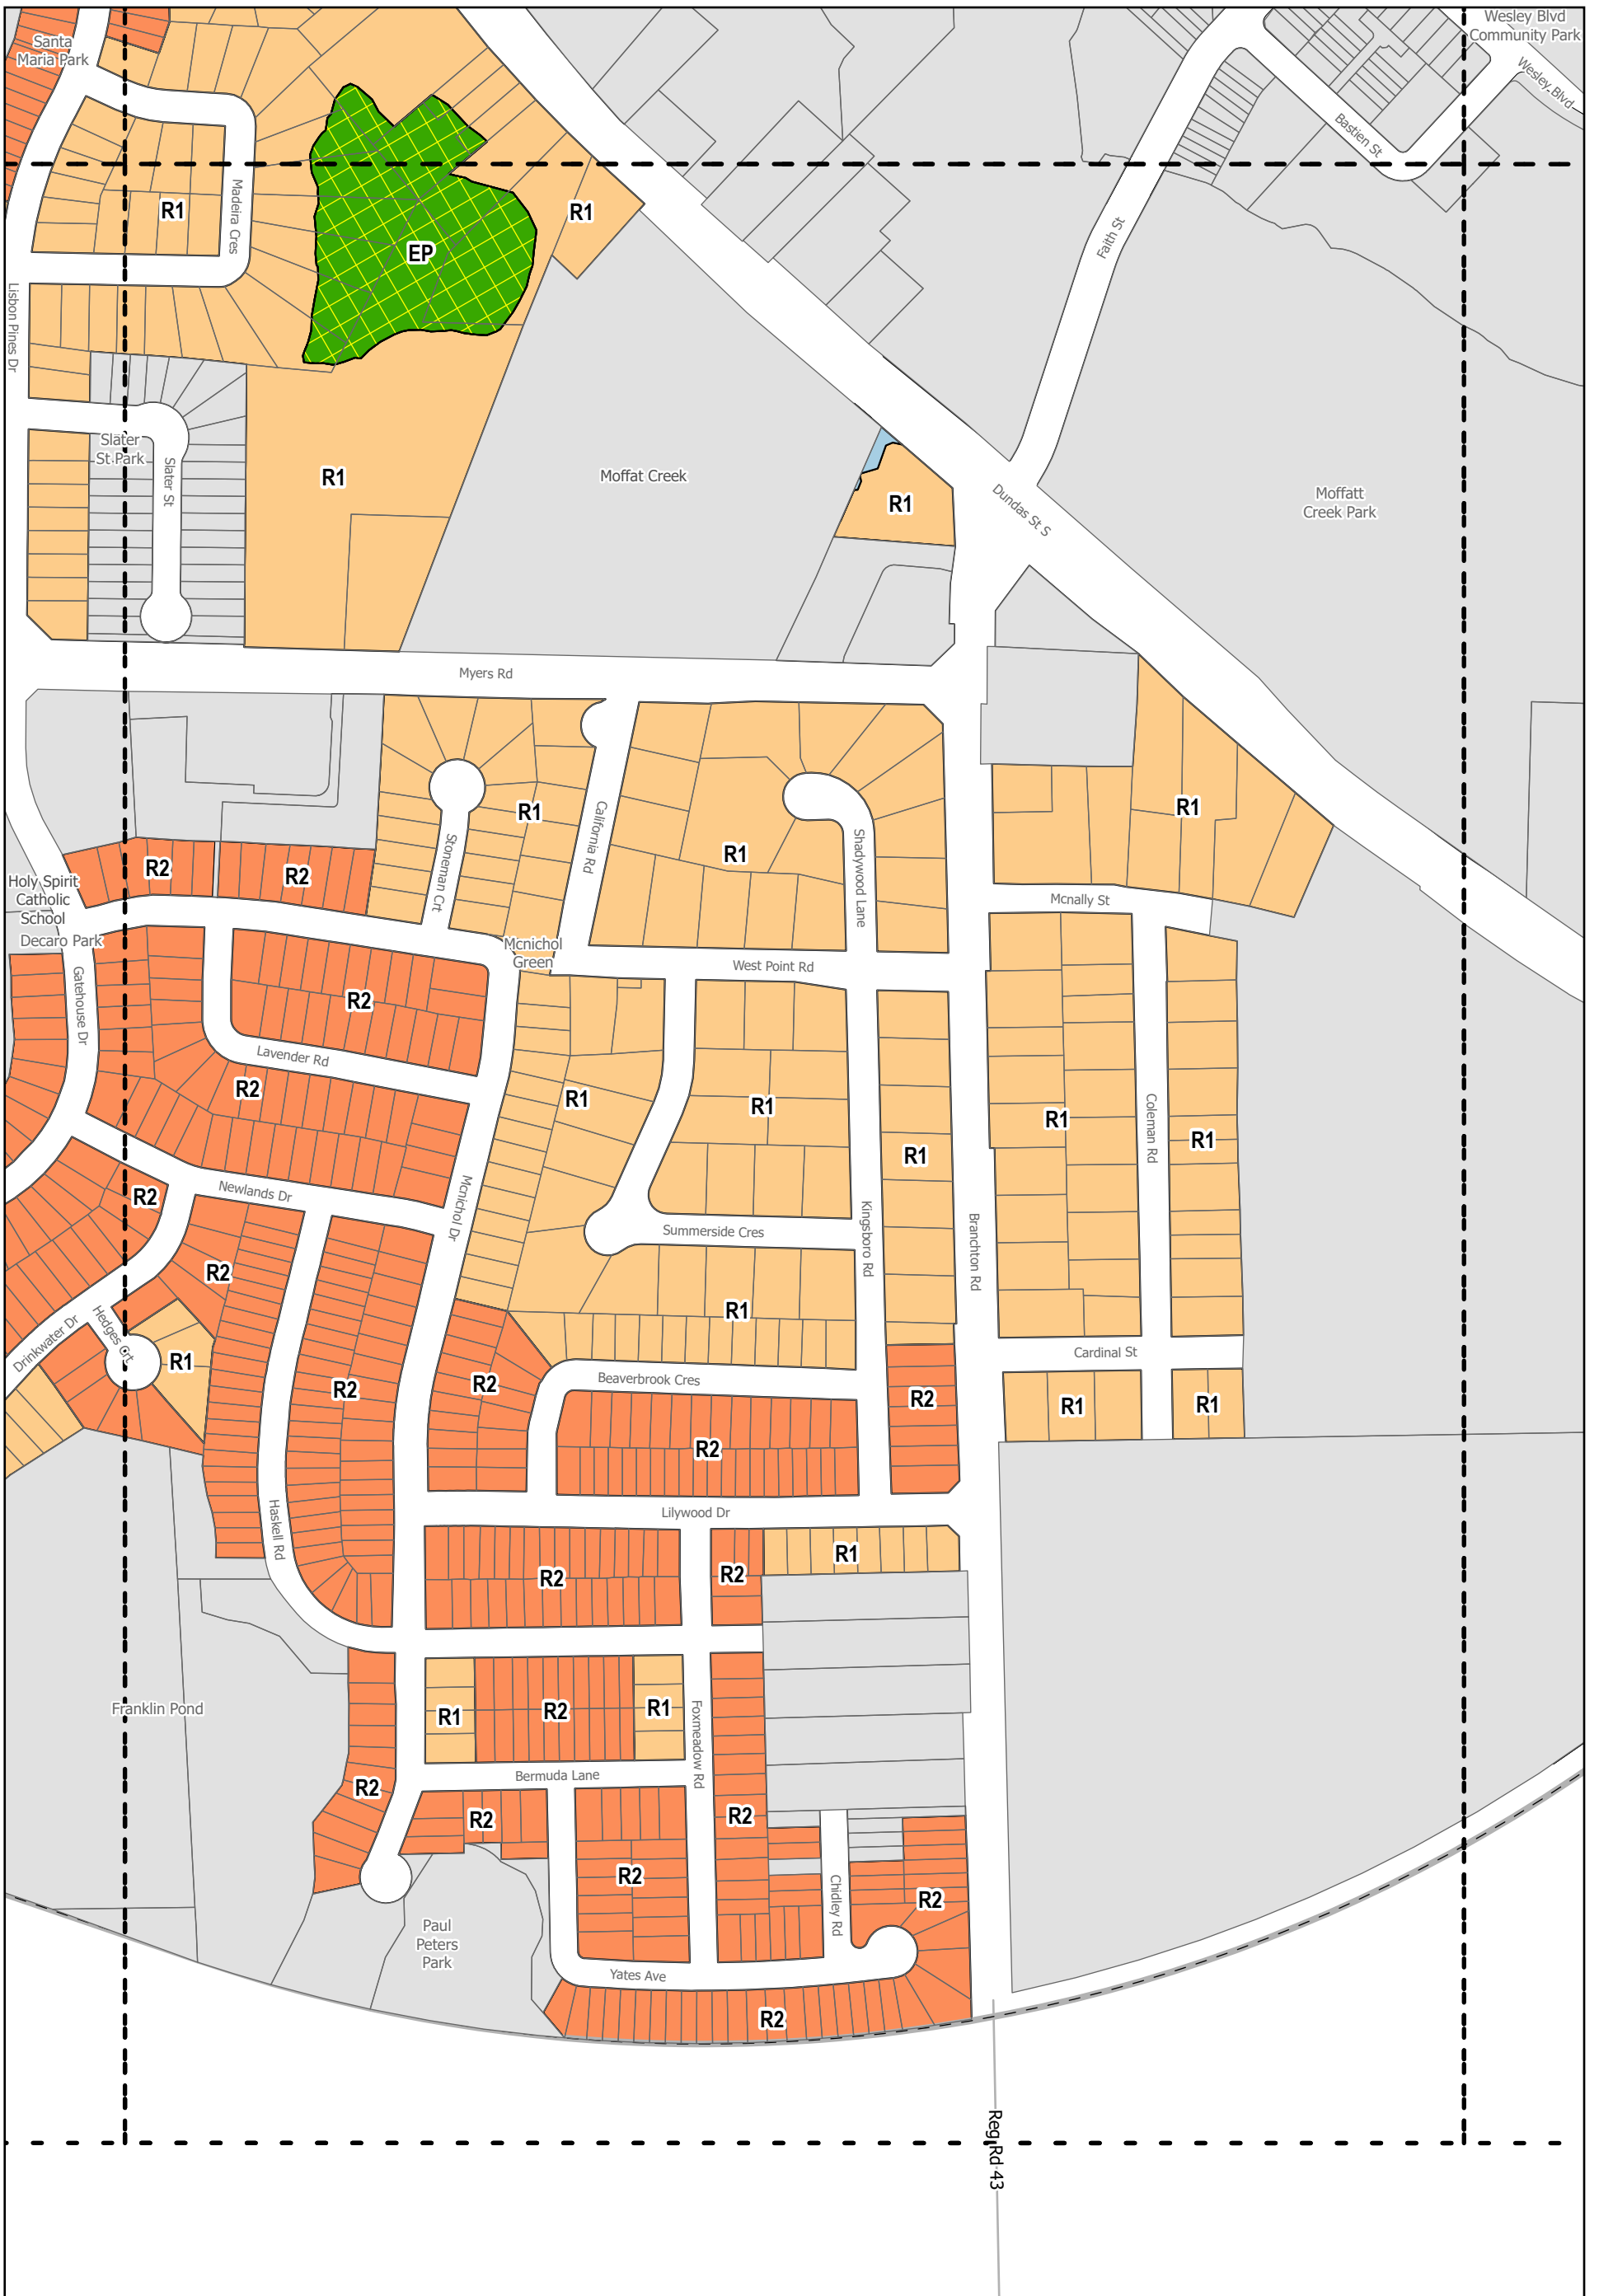 Wesley Blvd
Community Park
Santa
Maria Park
Wesley Blvd
Bastien St
R1
Madeira Cres
R1
EP
Faith St
Lisbon Pines Dr
Slater
St Park
Slater St
R1
Moffat Creek
R1
Dundas St S
Moffatt
Creek Park
Myers Rd
R1
California Rd
Stoneman Crt
R1
Shadywood Lane
R1
R2
R2
Holy Spirit
Catholic
School
Decaro Park
Mcnally St
Mcnichol
Green
West Point Rd
Gatehouse Dr
R2
Lavender Rd
R2
R1
R1
R1
R1
Coleman Rd
R1
R2
Newlands Dr
Mcnichol Dr
Summerside Cres
Kingsboro Rd
Branchton Rd
R2
R1
Drinkwater Dr
Hedges Crt
R1
R2
R2
Beaverbrook Cres
R2
Cardinal St
R1
R1
R2
Haskell Rd
Lilywood Dr
R2
R2
R1
Franklin Pond
R1
R2
R1
Foxmeadow Rd
Bermuda Lane
R2
R2
R2
R2
Chidley Rd
R2
Paul
Peters
Park
Yates Ave
R2
Reg Rd 43